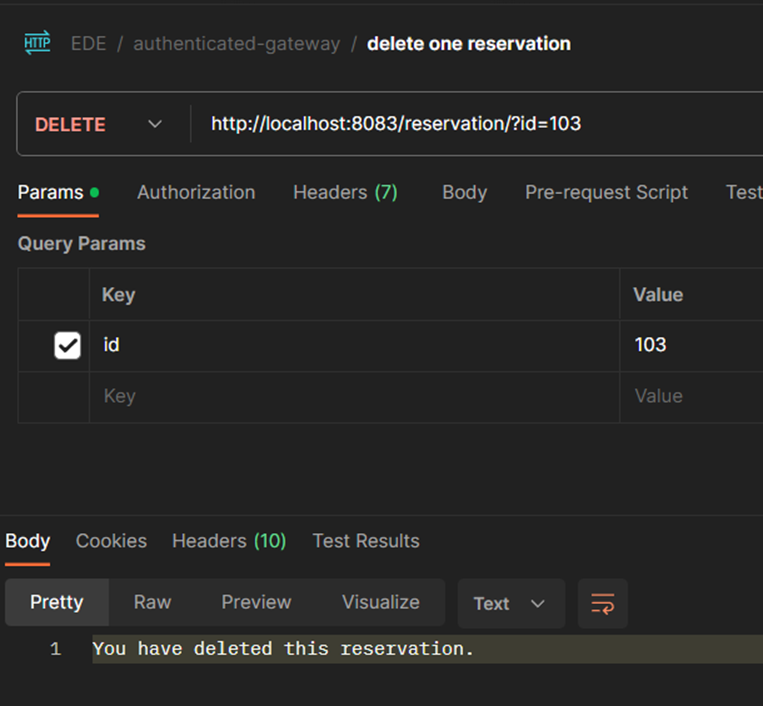 HTTP EDE / authenticated-gateway / delete one reservation
DELETE http://localhost:8083/reservation/?id=103
Params Authorization Headers (7) Body Pre-request Script Test
Query Params
Key Value
id 103
Key Value
Body Cookies Headers (10) Test Results
Pretty Raw Preview Visualize Text
1 You have deleted this reservation.